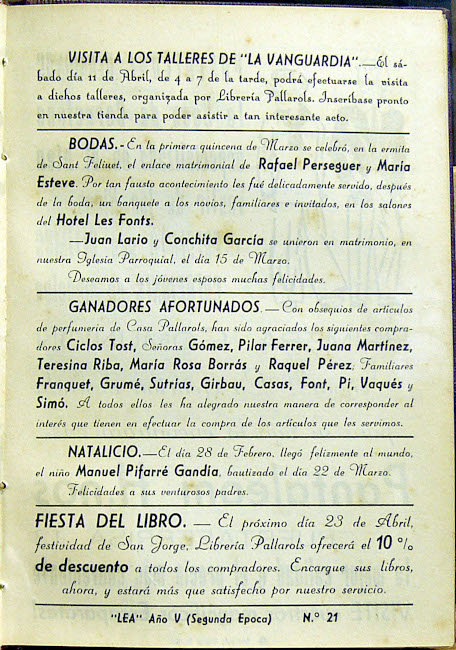 VISITA A LOS TALLERES DE "LA VANGUARDIA".—El sá-
bado día 11 de Abril, de 4 a 7 de la tarde, podrá efectuarse la visita
a dichos talleres, organizada por Librería Pallarols. Inscríbase pronto
en nuestra tienda para poder asistir a tan interesante acto.
BODAS.-En la primera quincena de Marzo se celebró, en la ermita
de Sant Feliuet, el enlace matrimonial de Rafael Perseguer y María
Esteve. Por tan fausto acontecimiento les fué delicadamente servido, después
de la boda, un banquete a los novios, familiares e invitados, en los salones
del Hotel Les Fonts.
—Juan Lario y Conchita García se unieron en matrimonio, en
nuestra Iglesia Parroquial, el día 15 de Marzo.
Deseamos a los jóvenes esposos muchas felicidades.
GANADORES AFORTUNADOS.—Con obsequios de artículos
de perfumería de Casa Pallarols, han sido agraciados los siguientes compra-
dores Ciclos Tost, Señoras Gómez, Pilar Ferrer, Juana Martínez,
Teresina Riba, María Rosa Borrás y Raquel Pérez. Familiares
Franquet, Grumé, Sutrías, Girbau, Casas, Font, Pi, Vaqués y
Simó. A todos ellos les ha alegrado nuestra manera de corresponder al
interés que tienen en efectuar la compra de los artículos que les servimos.
NATALICIO.—El día 28 de Febrero, llegó felizmente al mundo,
el niño Manuel Pifarré Gandía, bautizado el día 22 de Marzo.
Felicidades a sus venturosos padres.
FIESTA DEL LIBRO. — El próximo día 23 de Abril,
festividad de San Jorge, Librería Pallarols ofrecerá el 10 %
de descuento a todos los compradores. Encargue sus libros,
ahora, y estará más que satisfecho por nuestro servicio.
"LEA" Año V (Segunda Epoca) N.° 21